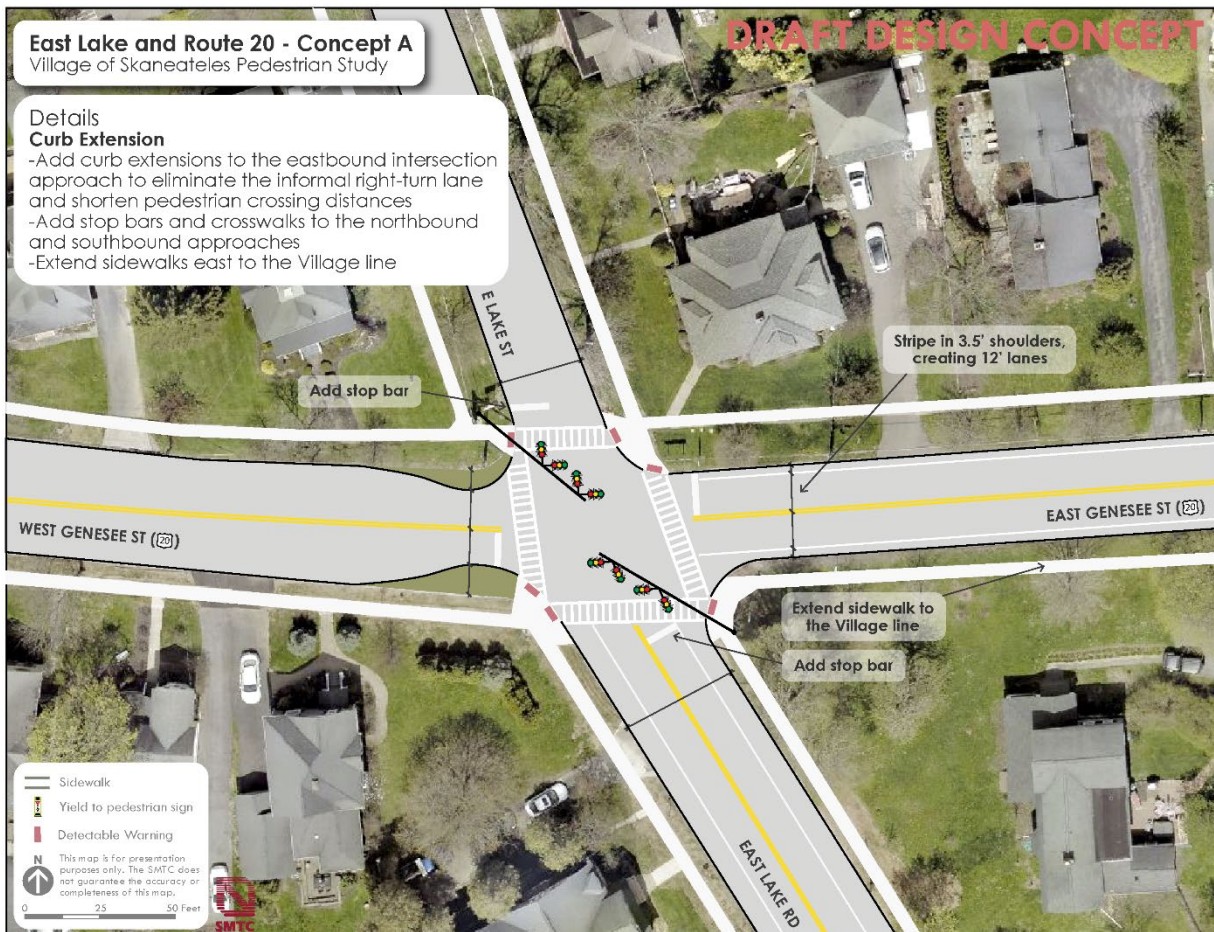 DRAFT DESIGN CONCEPT
East Lake and Route 20 - Concept A
Village of Skaneateles Pedestrian Study
Details
Curb Extension
-Add curb extensions to the eastbound intersection
approach to eliminate the informal right-turn lane
and shorten pedestrian crossing distances
-Add stop bars and crosswalks to the northbound
and southbound approaches
-Extend sidewalks east to the Village line
E LAKE ST
Stripe in 3.5' shoulders,
creating 12' lanes
Add stop bar
WEST GENESEE ST (20)
EAST GENESEE ST (20)
Extend sidewalk to
the Village line
Add stop bar
EAST LAKE RD
Sidewalk
Yield to pedestrian sign
Detectable Warning
N
This map is for presentation
purposes only. The SMTC does
not guarantee the accuracy or
completeness of this map.
0 25 50 Feet
SMTC